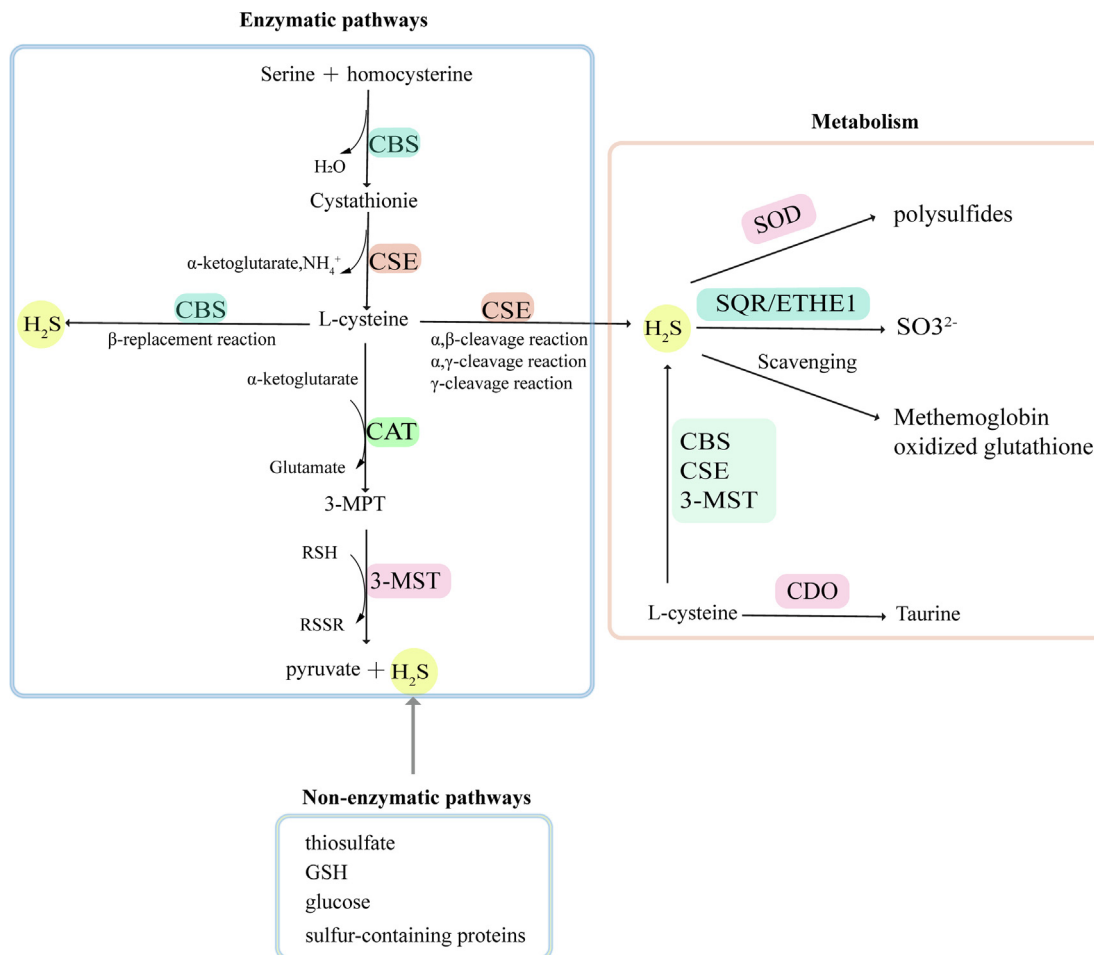 Enzymatic pathways
Serine + homocysterine
CBS
H₂O
Cystathionie
α-ketoglutarate,NH₄⁺
CSE
H₂S
CBS
β-replacement reaction
L-cysteine
CSE
α,β-cleavage reaction
α,γ-cleavage reaction
γ-cleavage reaction
α-ketoglutarate
CAT
Glutamate
3-MPT
RSH
3-MST
RSSR
pyruvate + H₂S
Metabolism
SOD
polysulfides
H₂S
SQR/ETHE1
SO3²⁻
Scavenging
Methemoglobin
oxidized glutathione
CBS
CSE
3-MST
L-cysteine
CDO
Taurine
Non-enzymatic pathways
thiosulfate
GSH
glucose
sulfur-containing proteins